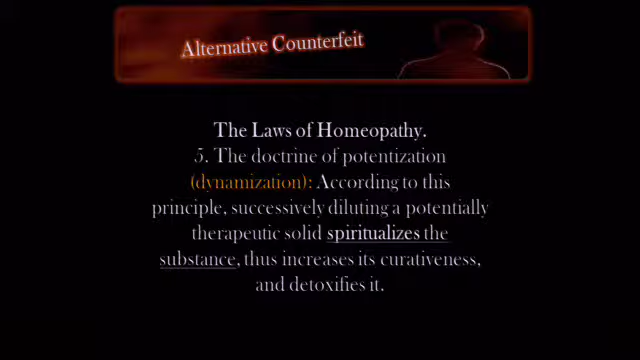 Alternative Counterfeit
The Laws of Homeopathy.
5. The doctrine of potentization
(dynamization): According to this
principle, successively diluting a potentially
therapeutic solid spiritualizes the
substance, thus increases its curativeness,
and detoxifies it.